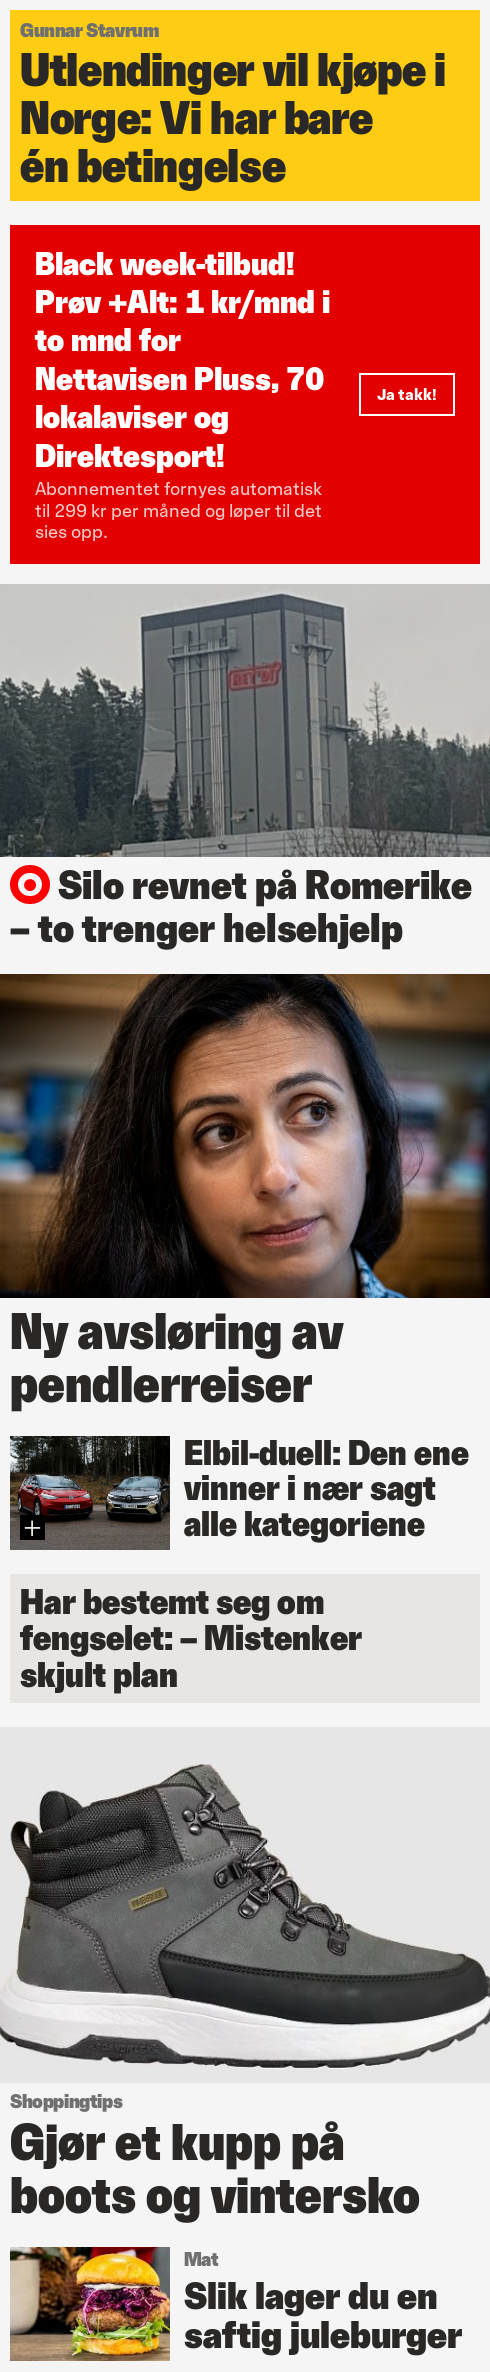 Gunnar Stavrum
Utlendinger vil kjøpe i
Norge: Vi har bare
én betingelse
Black week-tilbud!
Prøv +Alt: 1 kr/mnd i
to mnd for
Nettavisen Pluss, 70
lokalaviser og
Direktesport!
Ja takk!
Abonnementet fornyes automatisk
til 299 kr per måned og løper til det
sies opp.
Silo revnet på Romerike
– to trenger helsehjelp
Ny avsløring av
pendlerreiser
Elbil-duell: Den ene
vinner i nær sagt
alle kategoriene
Har bestemt seg om
fengselet: – Mistenker
skjult plan
Shoppingtips
Gjør et kupp på
boots og vintersko
Mat
Slik lager du en
saftig juleburger